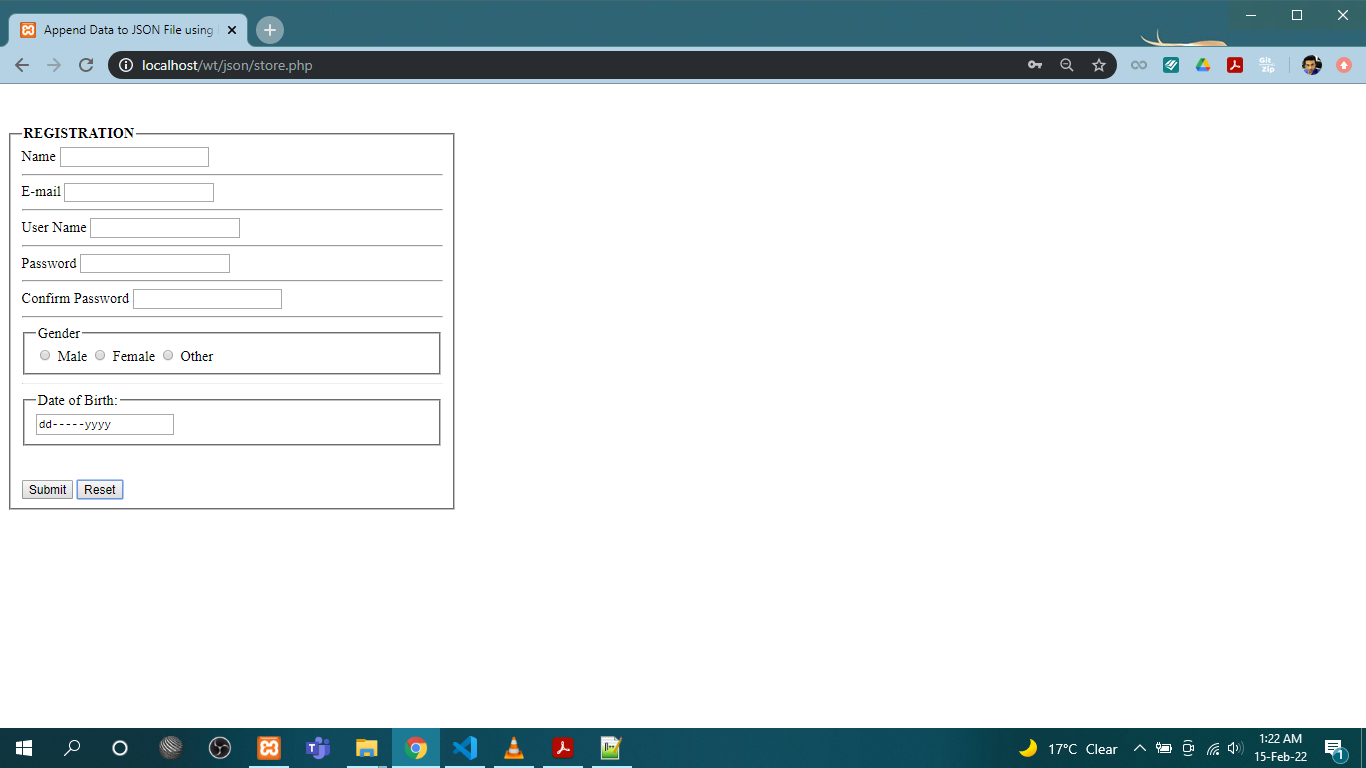 Append Data to JSON File using
localhost/wt/json/store.php
Git Zip
REGISTRATION
Name
E-mail
User Name
Password
Confirm Password
Gender
Male Female Other
Date of Birth:
dd-----yyyy
Submit Reset
17°C Clear
1:22 AM
15-Feb-22
1